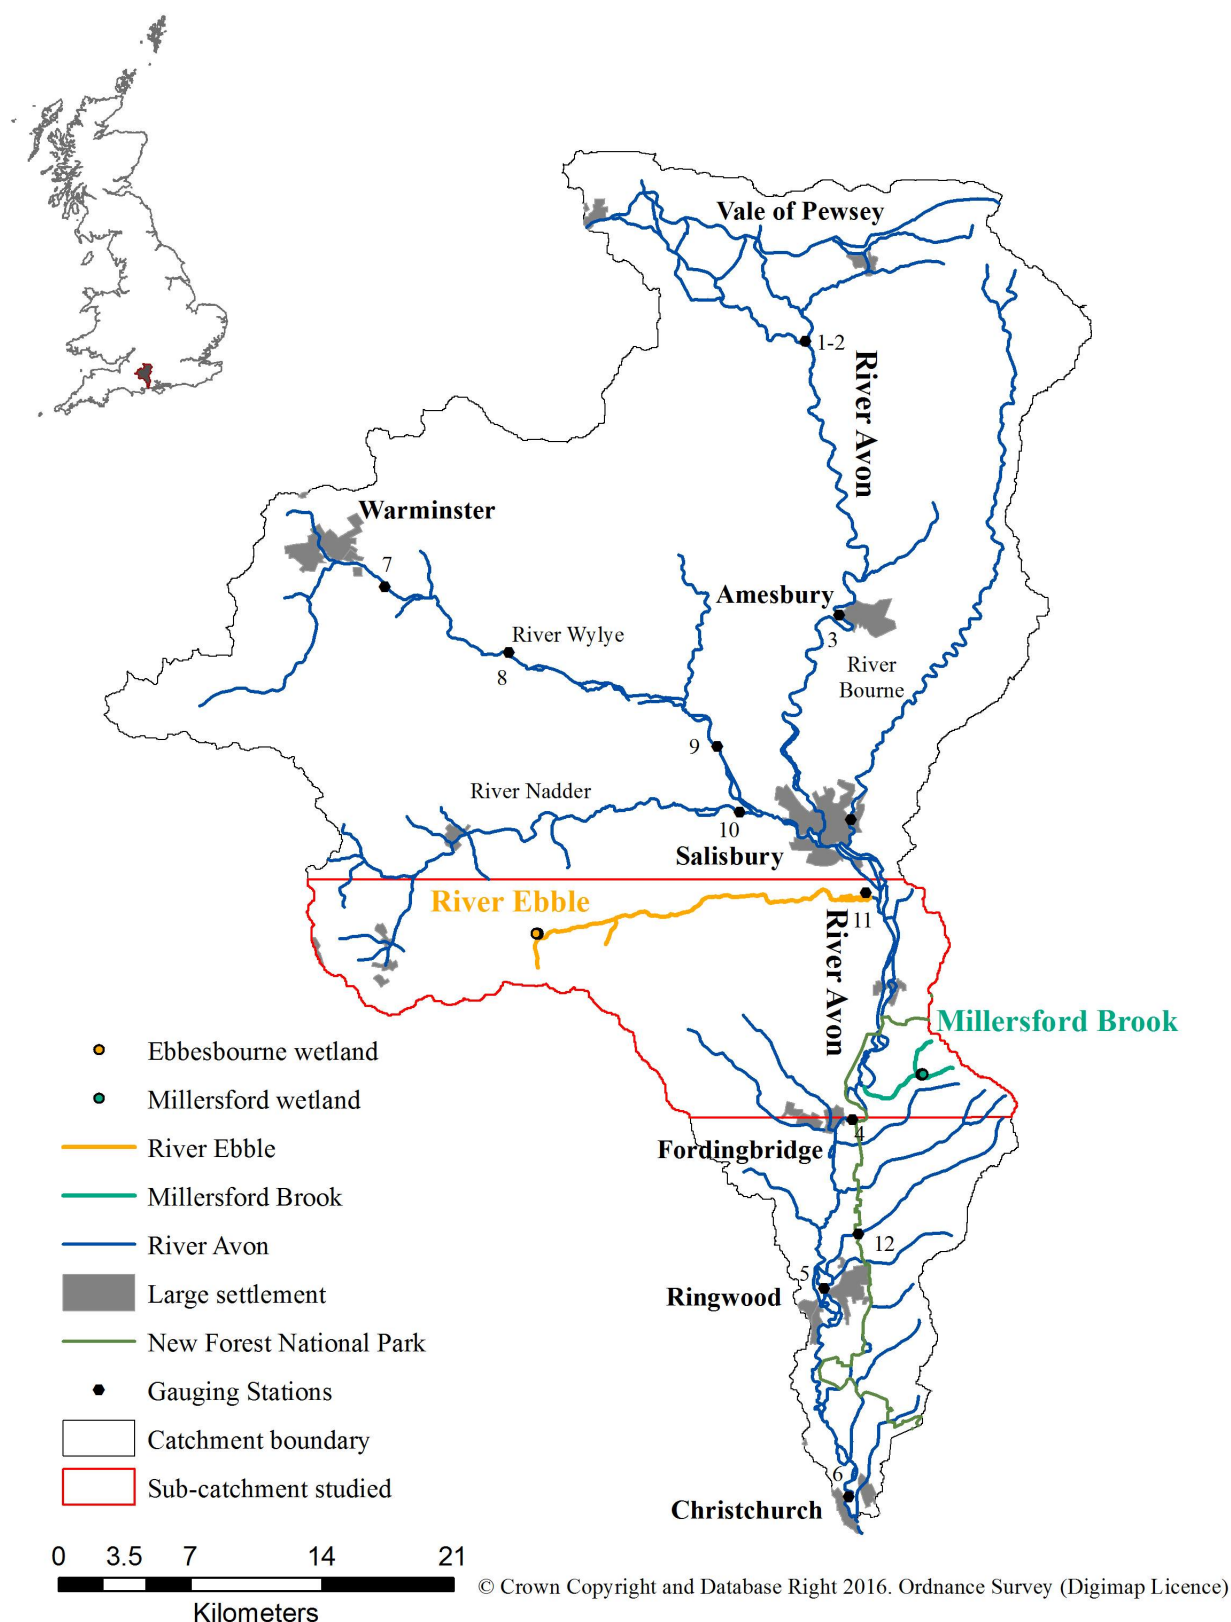 Vale of Pewsey
1-2
River Avon
Warminster
7
Amesbury
3
River Wylye
River
Bourne
8
9
River Nadder
10
Salisbury
River Ebble
11
River Avon
Millersford Brook
4
Fordingbridge
12
5
Ringwood
6
Christchurch
Ebbesbourne wetland
Millersford wetland
River Ebble
Millersford Brook
River Avon
Large settlement
New Forest National Park
Gauging Stations
Catchment boundary
Sub-catchment studied
0 3.5 7 14 21
Kilometers
© Crown Copyright and Database Right 2016. Ordnance Survey (Digimap Licence)